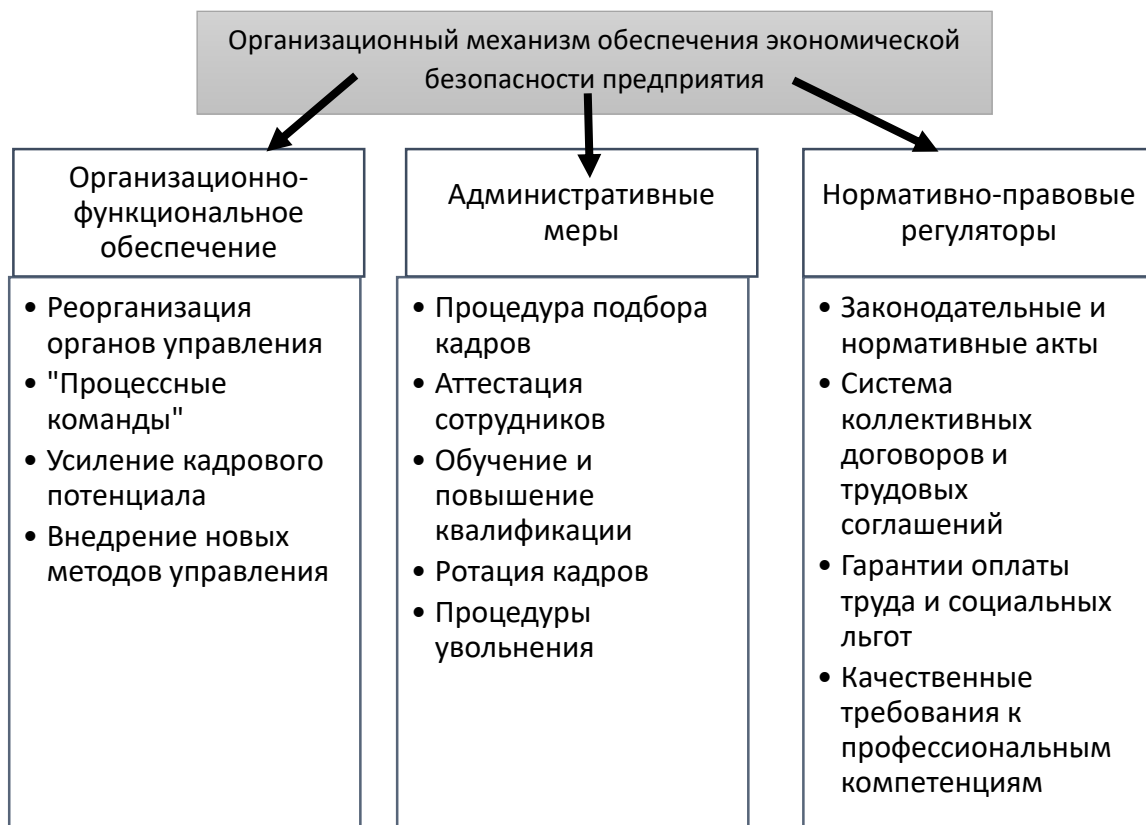 Организационный механизм обеспечения экономической
безопасности предприятия
Организационно-
функциональное
обеспечение
• Реорганизация
органов управления
• "Процессные
команды"
• Усиление кадрового
потенциала
• Внедрение новых
методов управления
Административные
меры
• Процедура подбора
кадров
• Аттестация
сотрудников
• Обучение и
повышение
квалификации
• Ротация кадров
• Процедуры
увольнения
Нормативно-правовые
регуляторы
• Законодательные и
нормативные акты
• Система
коллективных
договоров и
трудовых
соглашений
• Гарантии оплаты
труда и социальных
льгот
• Качественные
требования к
профессиональным
компетенциям